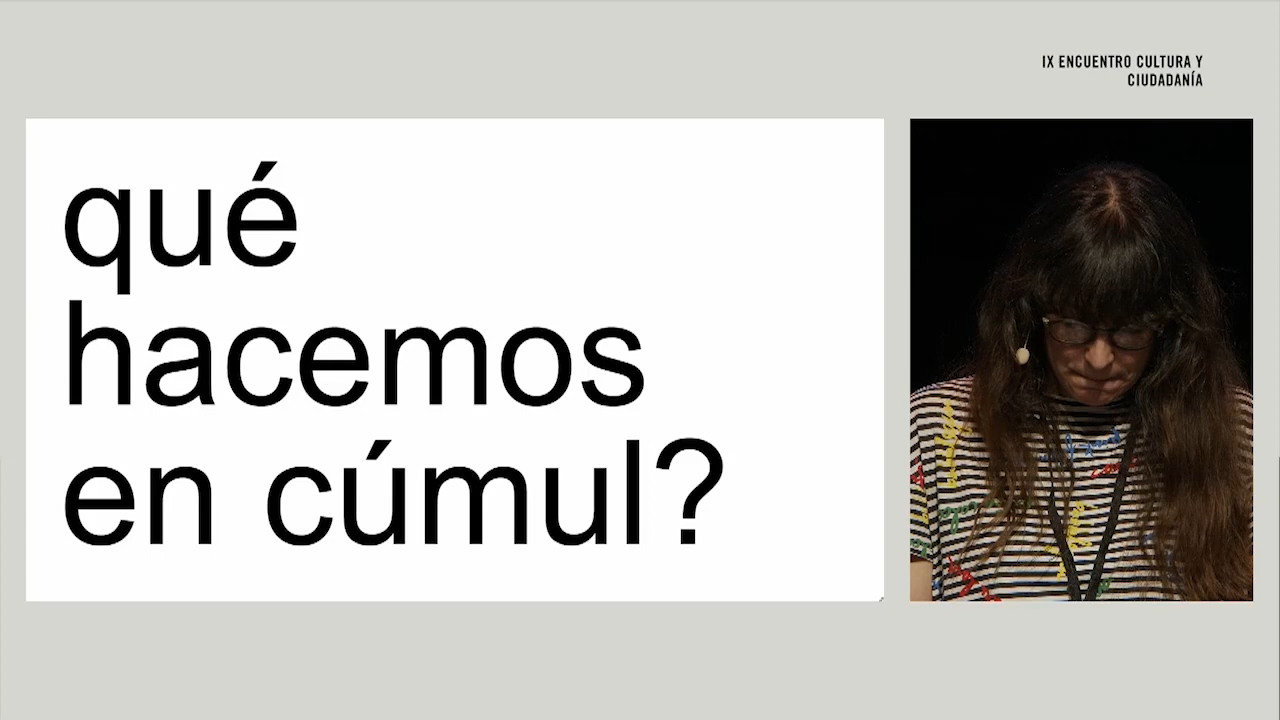 IX ENCUENTRO CULTURA Y
CIUDADANÍA
qué
hacemos
en cúmul?